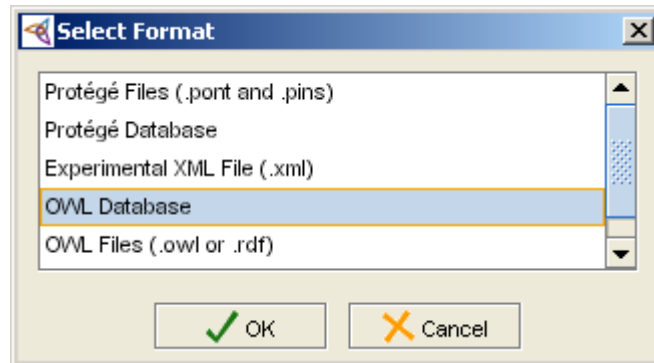 Select Format
Protégé Files (.pont and .pins)
Protégé Database
Experimental XML File (.xml)
OWL Database
OWL Files (.owl or .rdf)
OK
Cancel